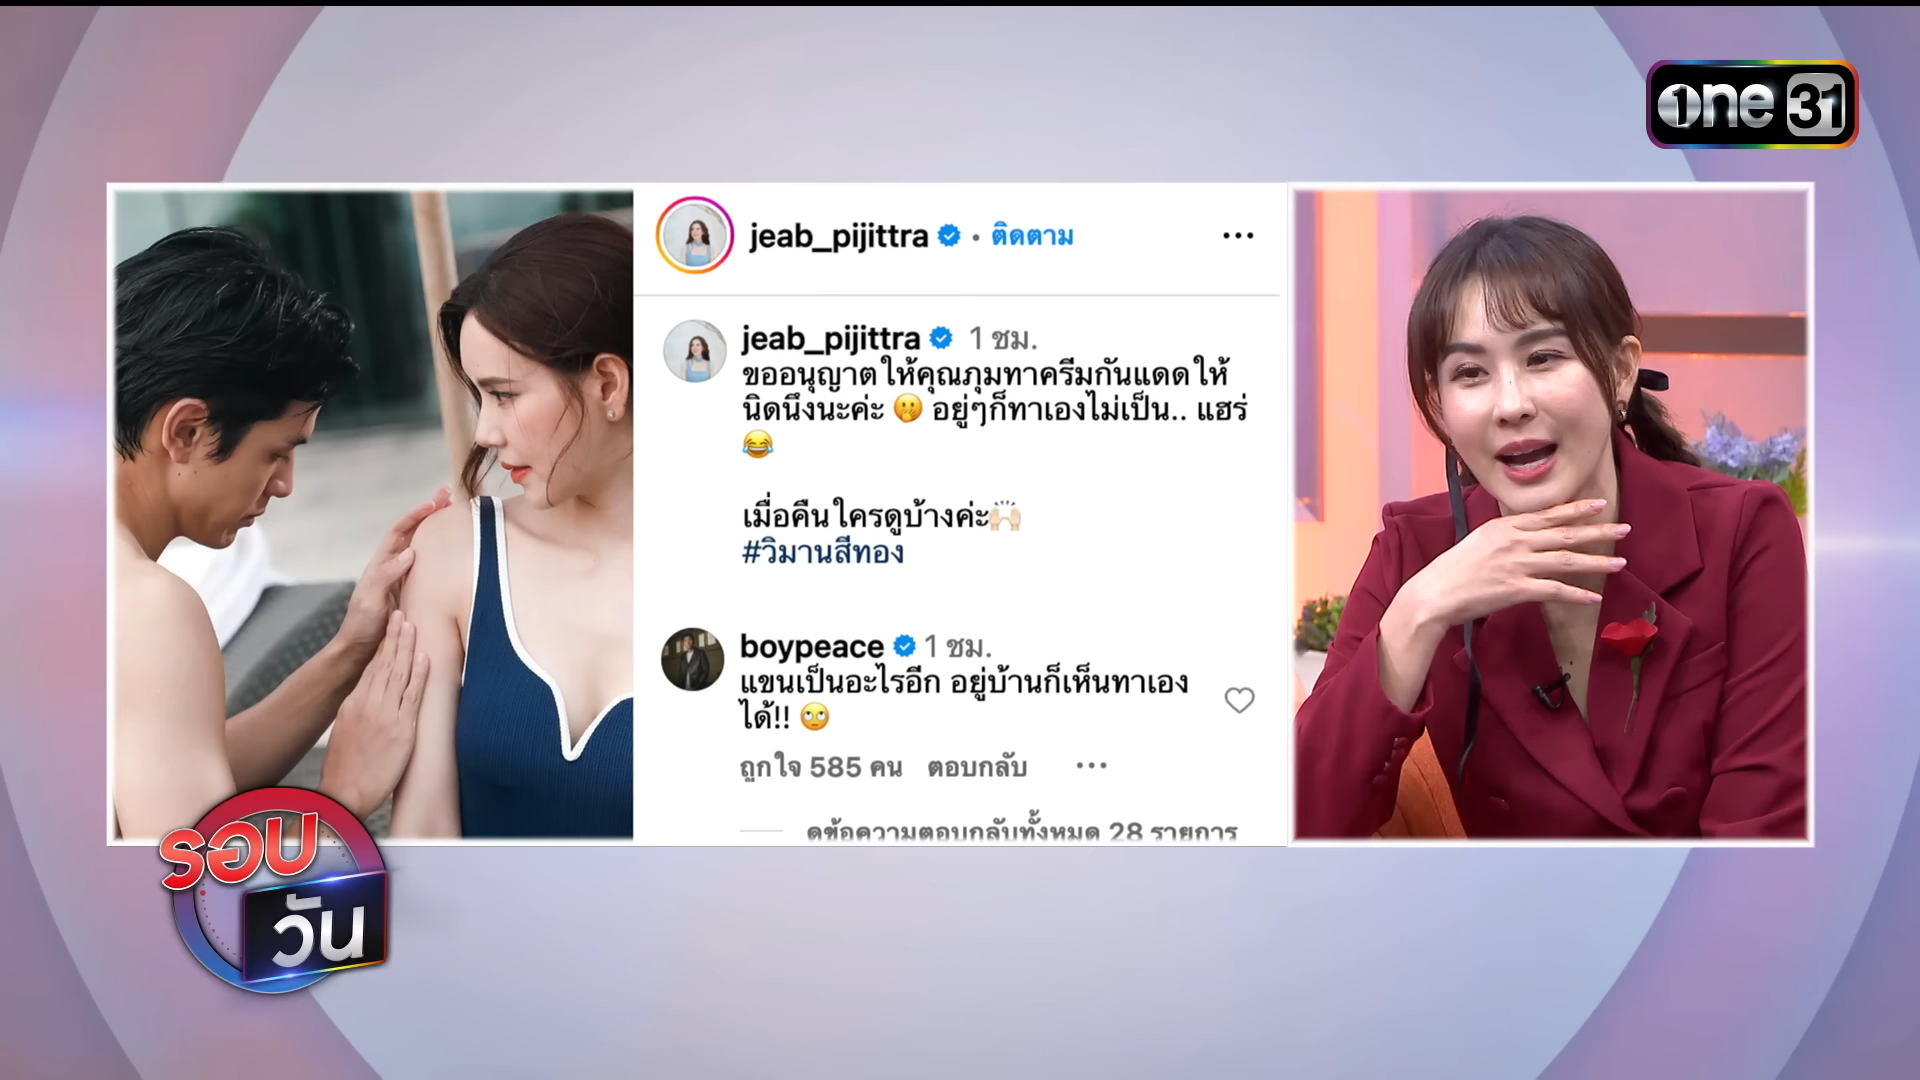 one 31
jeab_pijittra • ติดตาม
jeab_pijittra 1 ชม.
ขออนุญาตให้คุณภุมทาครีมกันแดดให้
นิดนึงนะค่ะ 🤭 อยู่ๆก็ทาเองไม่เป็น.. แฮร่
😂
เมื่อคืนใครดูบ้างค่ะ🙌🏻
#วิมานสีทอง
boypeace 1 ชม.
แขนเป็นอะไรอีก อยู่บ้านก็เห็นทาเอง
ได้!! 🙄
ถูกใจ 585 คน ตอบกลับ
ดูข้อความตอบกลับทั้งหมด 28 รายการ
รอบ
วัน